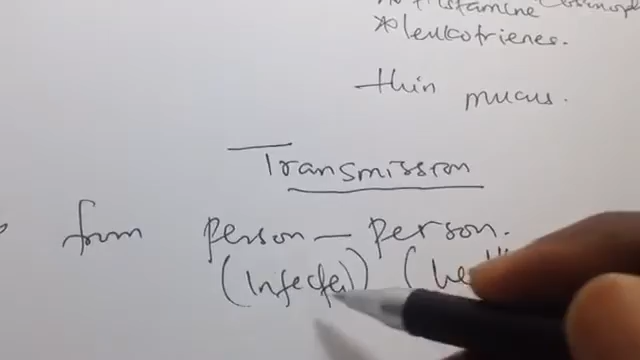 *leukotrienes.
thin mucus.
Transmission
from person – person.
(Infected)